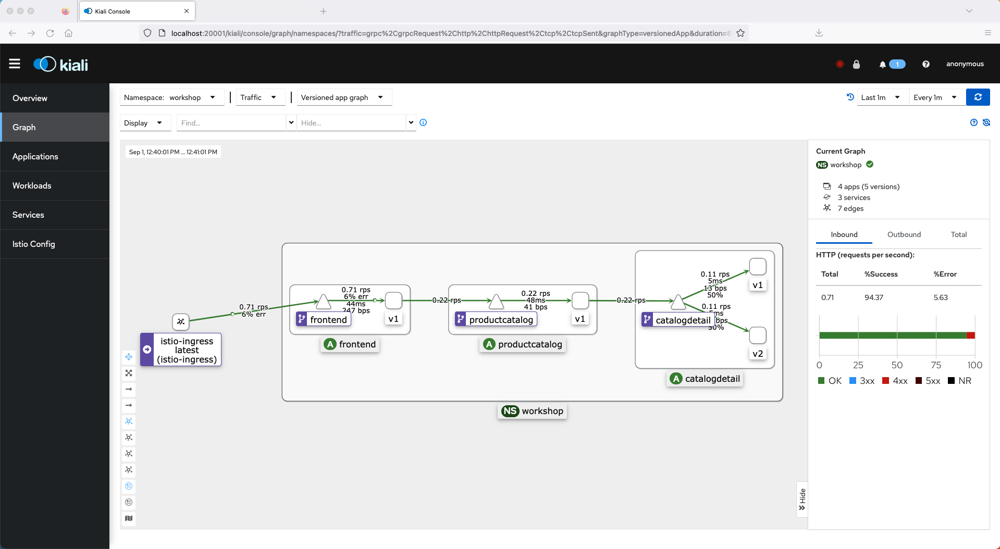 Kiali Console
localhost:20001/kiali/console/graph/namespaces/?traffic=grpc%2CgrpcRequest%2Chttp%2ChttpRequest%2Ctcp%2CtcpSent&graphType=versionedApp&duration=6
kiali
1
anonymous
Overview
Graph
Applications
Workloads
Services
Istio Config
Namespace: workshop
Traffic
Versioned app graph
Last 1m
Every 1m
Display
Find...
Hide...
Sep 1, 12:40:01 PM ... 12:41:01 PM
0.71 rps
6% err
istio-ingress
latest
(istio-ingress)
0.71 rps
6% err
44ms
247 bps
frontend
v1
A frontend
0.22 rps
0.22 rps
48ms
41 bps
productcatalog
v1
A productcatalog
0.22 rps
0.11 rps
5ms
13 bps
50%
v1
0.11 rps
bps
50%
catalogdetail
v2
A catalogdetail
NS workshop
Hide
Current Graph
NS workshop
4 apps (5 versions)
3 services
7 edges
Inbound Outbound Total
HTTP (requests per second):
Total %Success %Error
0.71 94.37 5.63
0 25 50 75 100
OK 3xx 4xx 5xx NR